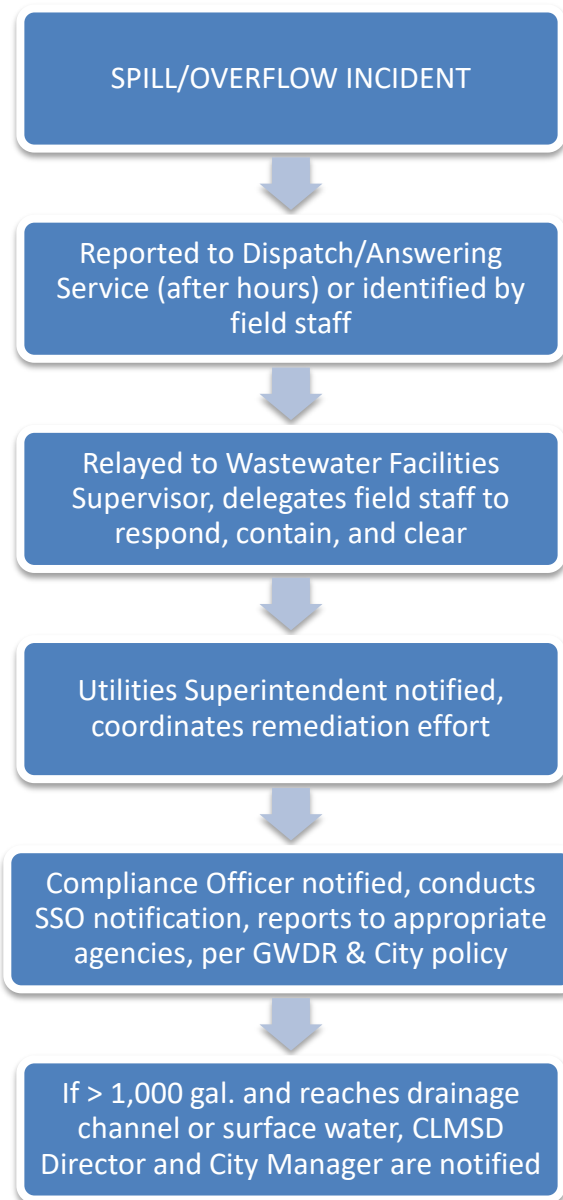 SPILL/OVERFLOW INCIDENT
Reported to Dispatch/Answering
Service (after hours) or identified by
field staff
Relayed to Wastewater Facilities
Supervisor, delegates field staff to
respond, contain, and clear
Utilities Superintendent notified,
coordinates remediation effort
Compliance Officer notified, conducts
SSO notification, reports to appropriate
agencies, per GWDR & City policy
If > 1,000 gal. and reaches drainage
channel or surface water, CLMSD
Director and City Manager are notified